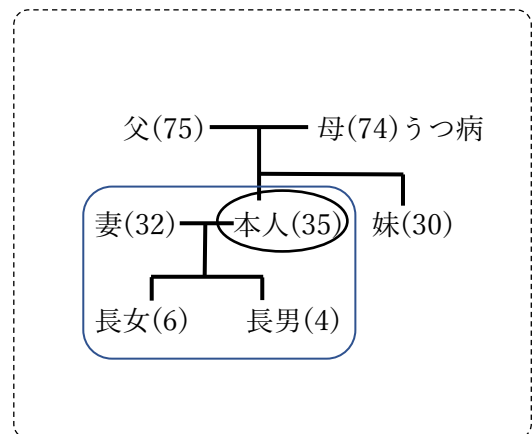 父(75) 母(74)うつ病
妻(32) 本人(35) 妹(30)
長女(6) 長男(4)